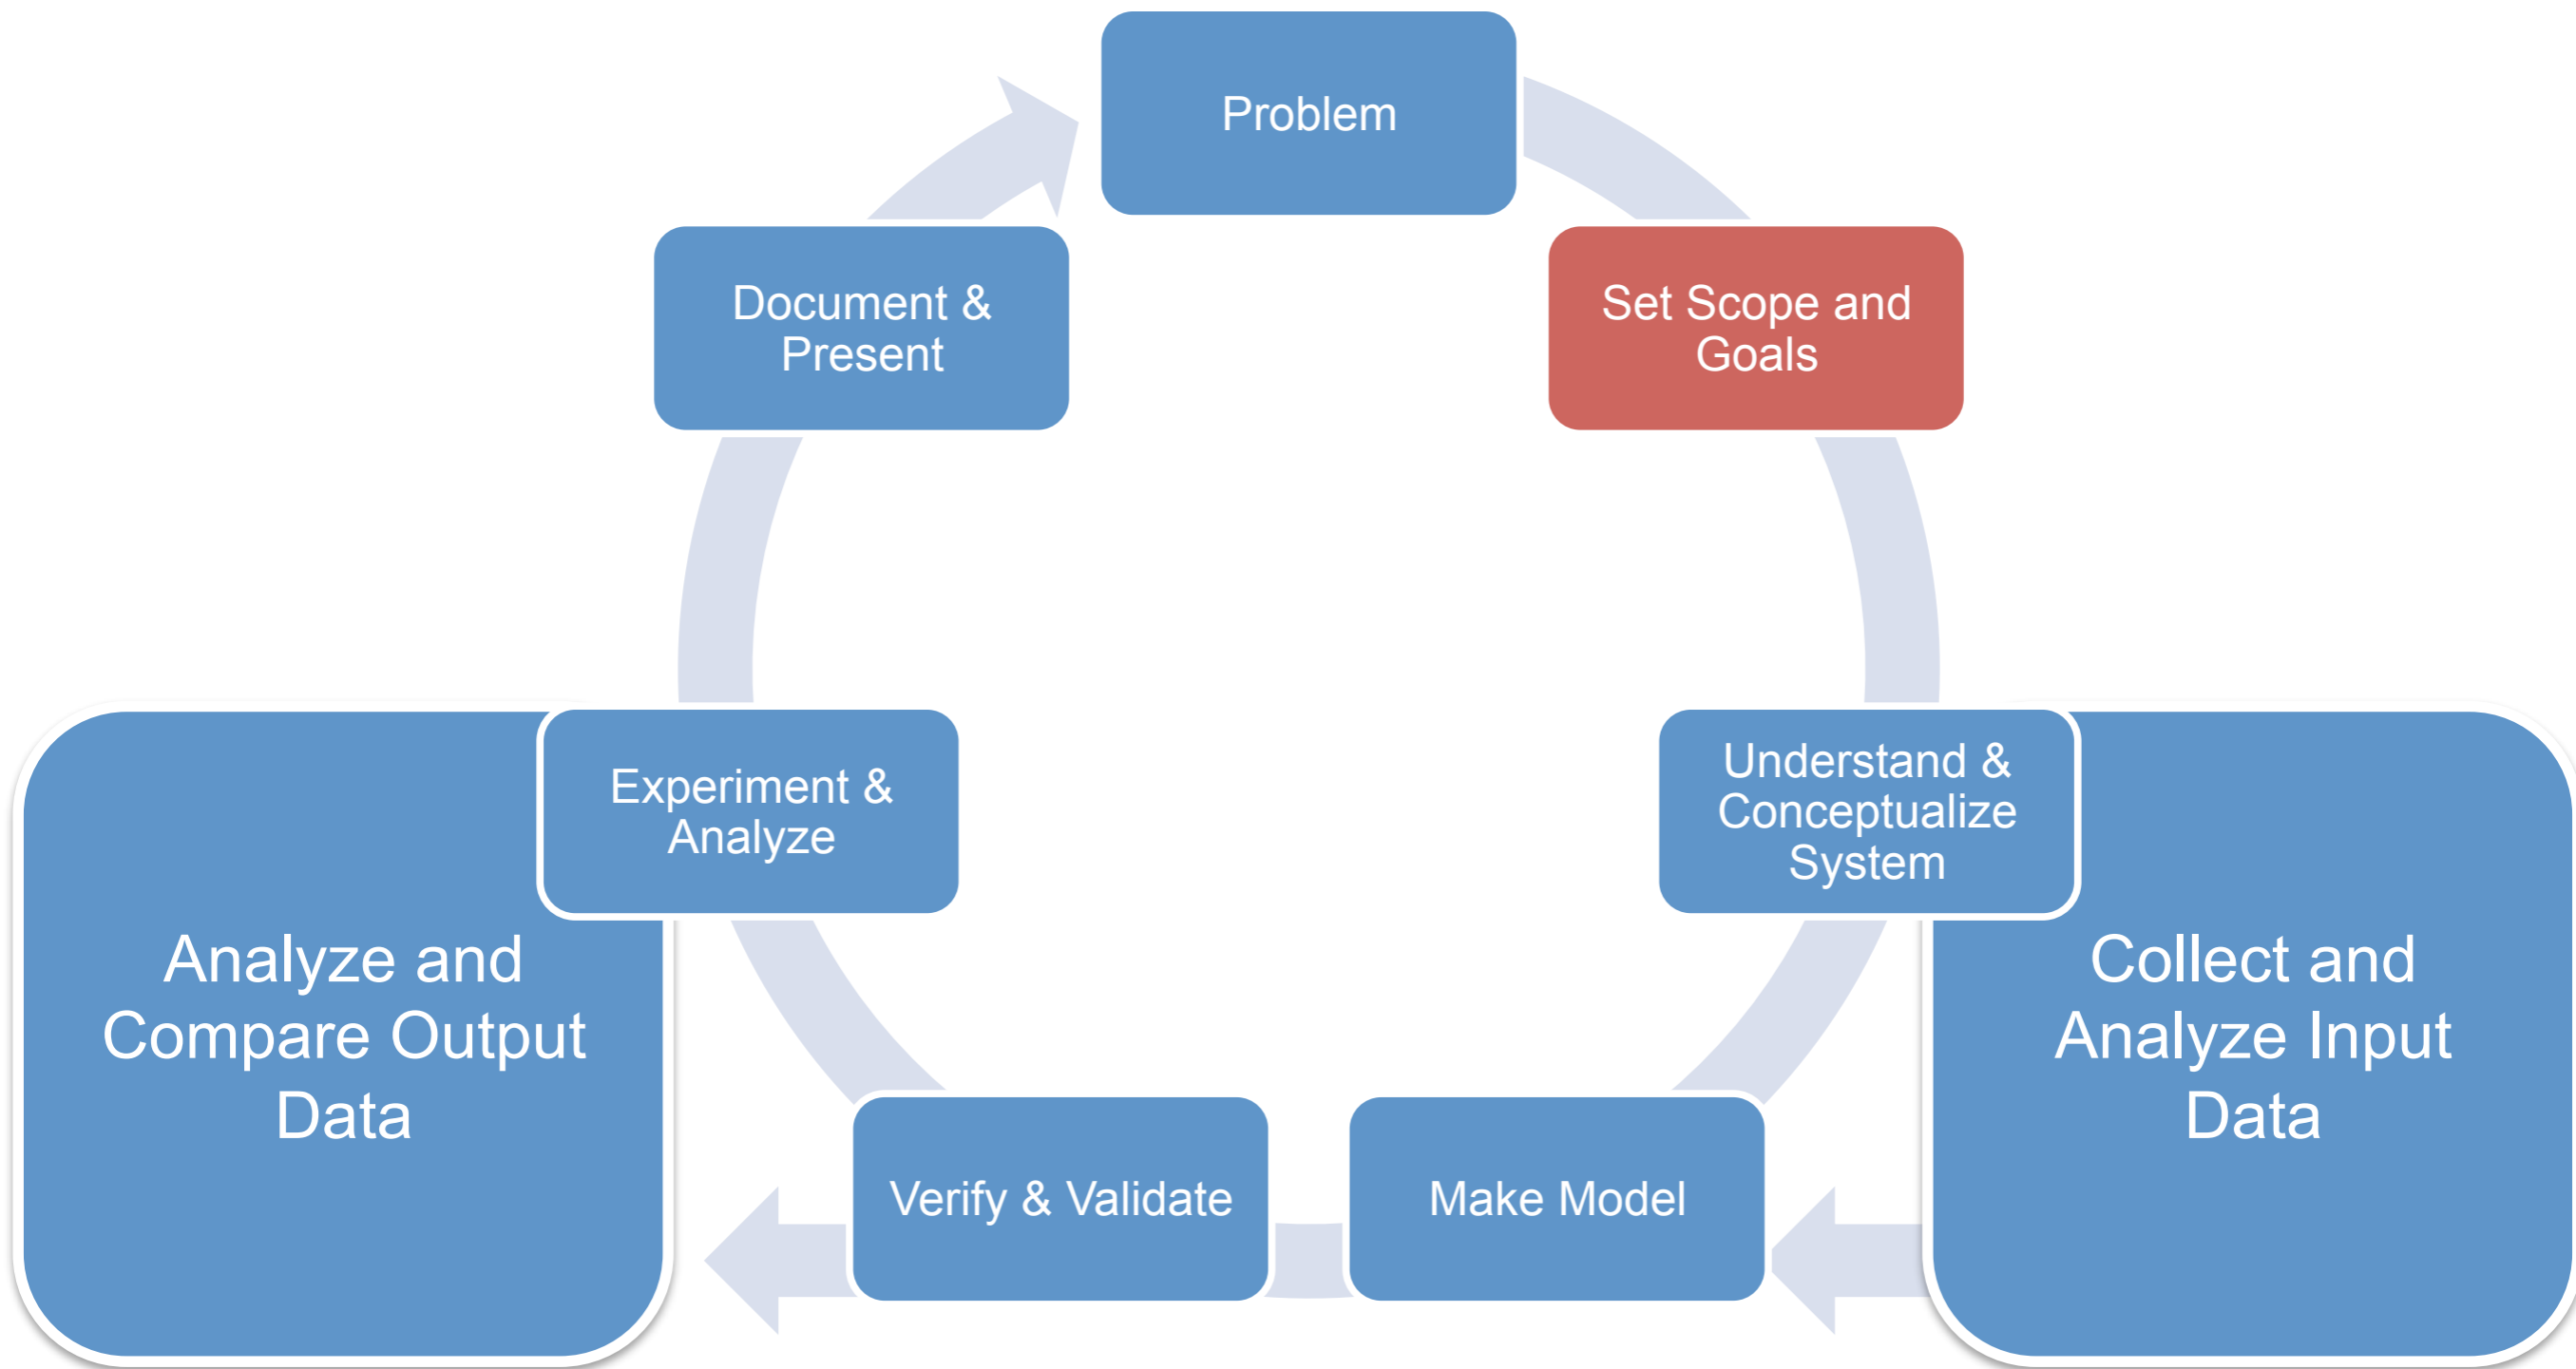 Problem
Set Scope and
Goals
Understand &
Conceptualize
System
Collect and
Analyze Input
Data
Make Model
Verify & Validate
Experiment &
Analyze
Analyze and
Compare Output
Data
Document &
Present